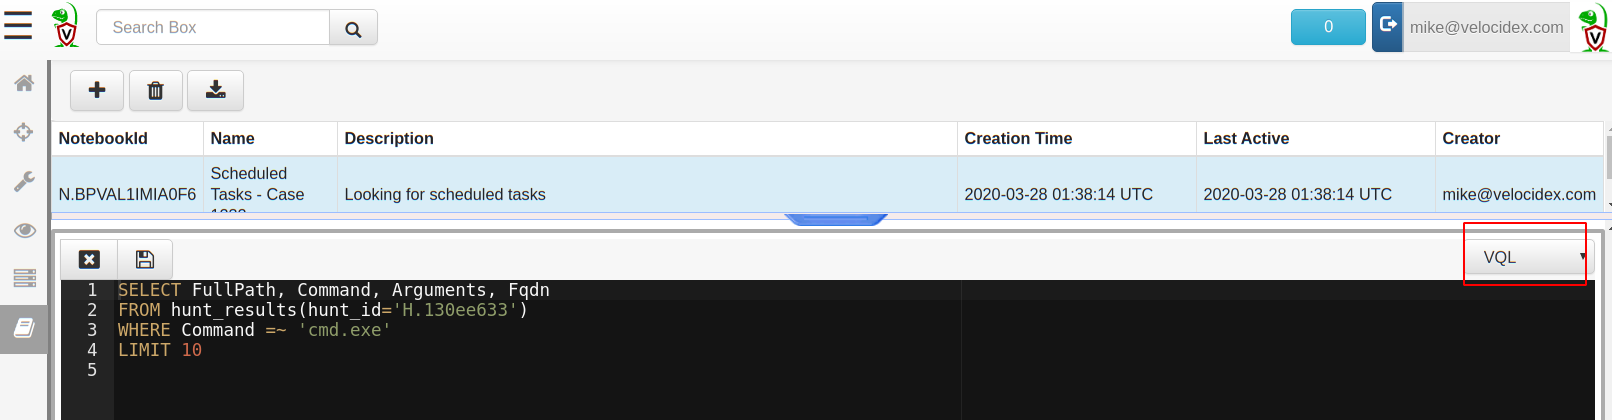 Search Box
0
mike@velocidex.com
V
V
NotebookId Name Description Creation Time Last Active Creator
N.BPVAL1IMIA0F6 Scheduled Tasks - Case Looking for scheduled tasks 2020-03-28 01:38:14 UTC 2020-03-28 01:38:14 UTC mike@velocidex.com
VQL
1 SELECT FullPath, Command, Arguments, Fqdn
2 FROM hunt_results(hunt_id='H.130ee633')
3 WHERE Command =~ 'cmd.exe'
4 LIMIT 10
5